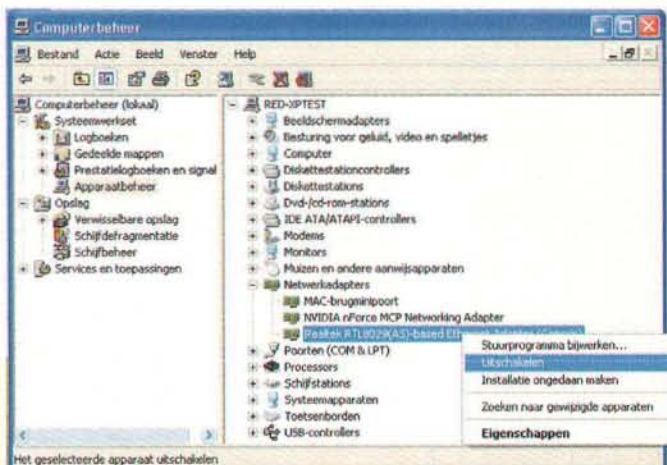 Computerbeheer
Bestand Actie Beeld Venster Help
Computerbeheer (lokaal)
Systeemwerkset
Logboeken
Gedeelde mappen
Prestatielogboeken en signal
Apparaatbeheer
Opslag
Verwisselbare opslag
Schijfdefragmentatie
Schijfbeheer
Services en toepassingen
RED-XPTEST
Beeldschermadapters
Besturing voor geluid, video en spelletjes
Computer
Diskettestationcontrollers
Diskettestations
Dvd-/cd-rom-stations
IDE ATA/ATAPI-controllers
Modems
Monitors
Muizen en andere aanwijsapparaten
Netwerkadapters
MAC-brugminipoort
NVIDIA nForce MCP Networking Adapter
Realtek RTL8029(AS)-based Ethernet Adapter
Poorten (COM & LPT)
Processors
Schijfstations
Systeemapparaten
Toetsenborden
USB-controllers
Stuurprogramma bijwerken...
Uitschakelen
Installatie ongedaan maken
Zoeken naar gewijzigde apparaten
Eigenschappen
Het geselecteerde apparaat uitschakelen